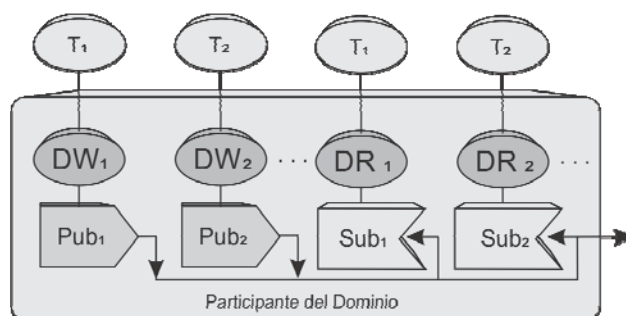 T₁ T₂ T₁ T₂
DW₁ DW₂ ... DR₁ DR₂ ...
Pub₁ Pub₂ Sub₁ Sub₂
Participante del Dominio